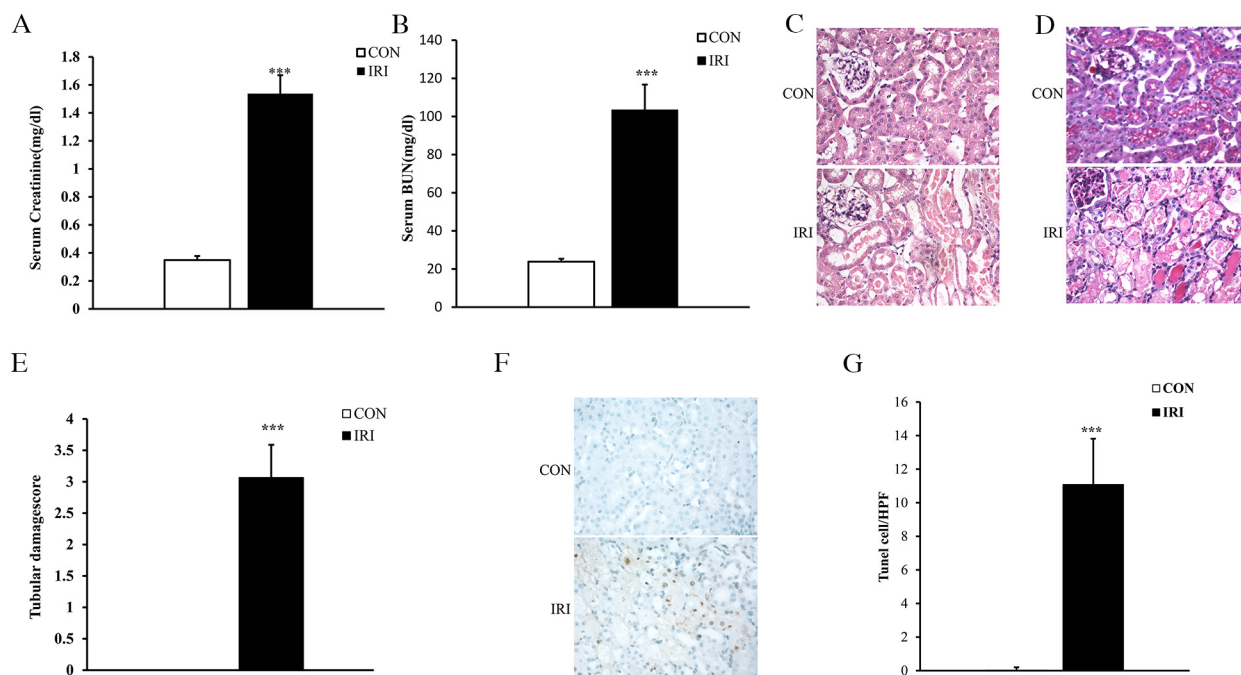 A
CON
IRI
Serum Creatinine(mg/dl)
1.8
1.6
1.4
1.2
1
0.8
0.6
0.4
0.2
0
***
B
CON
IRI
Serum BUN(mg/dl)
140
120
100
80
60
40
20
0
***
C
CON
IRI
D
CON
IRI
E
CON
IRI
Tubular damagescore
4
3.5
3
2.5
2
1.5
1
0.5
0
***
F
CON
IRI
G
CON
IRI
Tunel cell/HPF
16
14
12
10
8
6
4
2
0
***